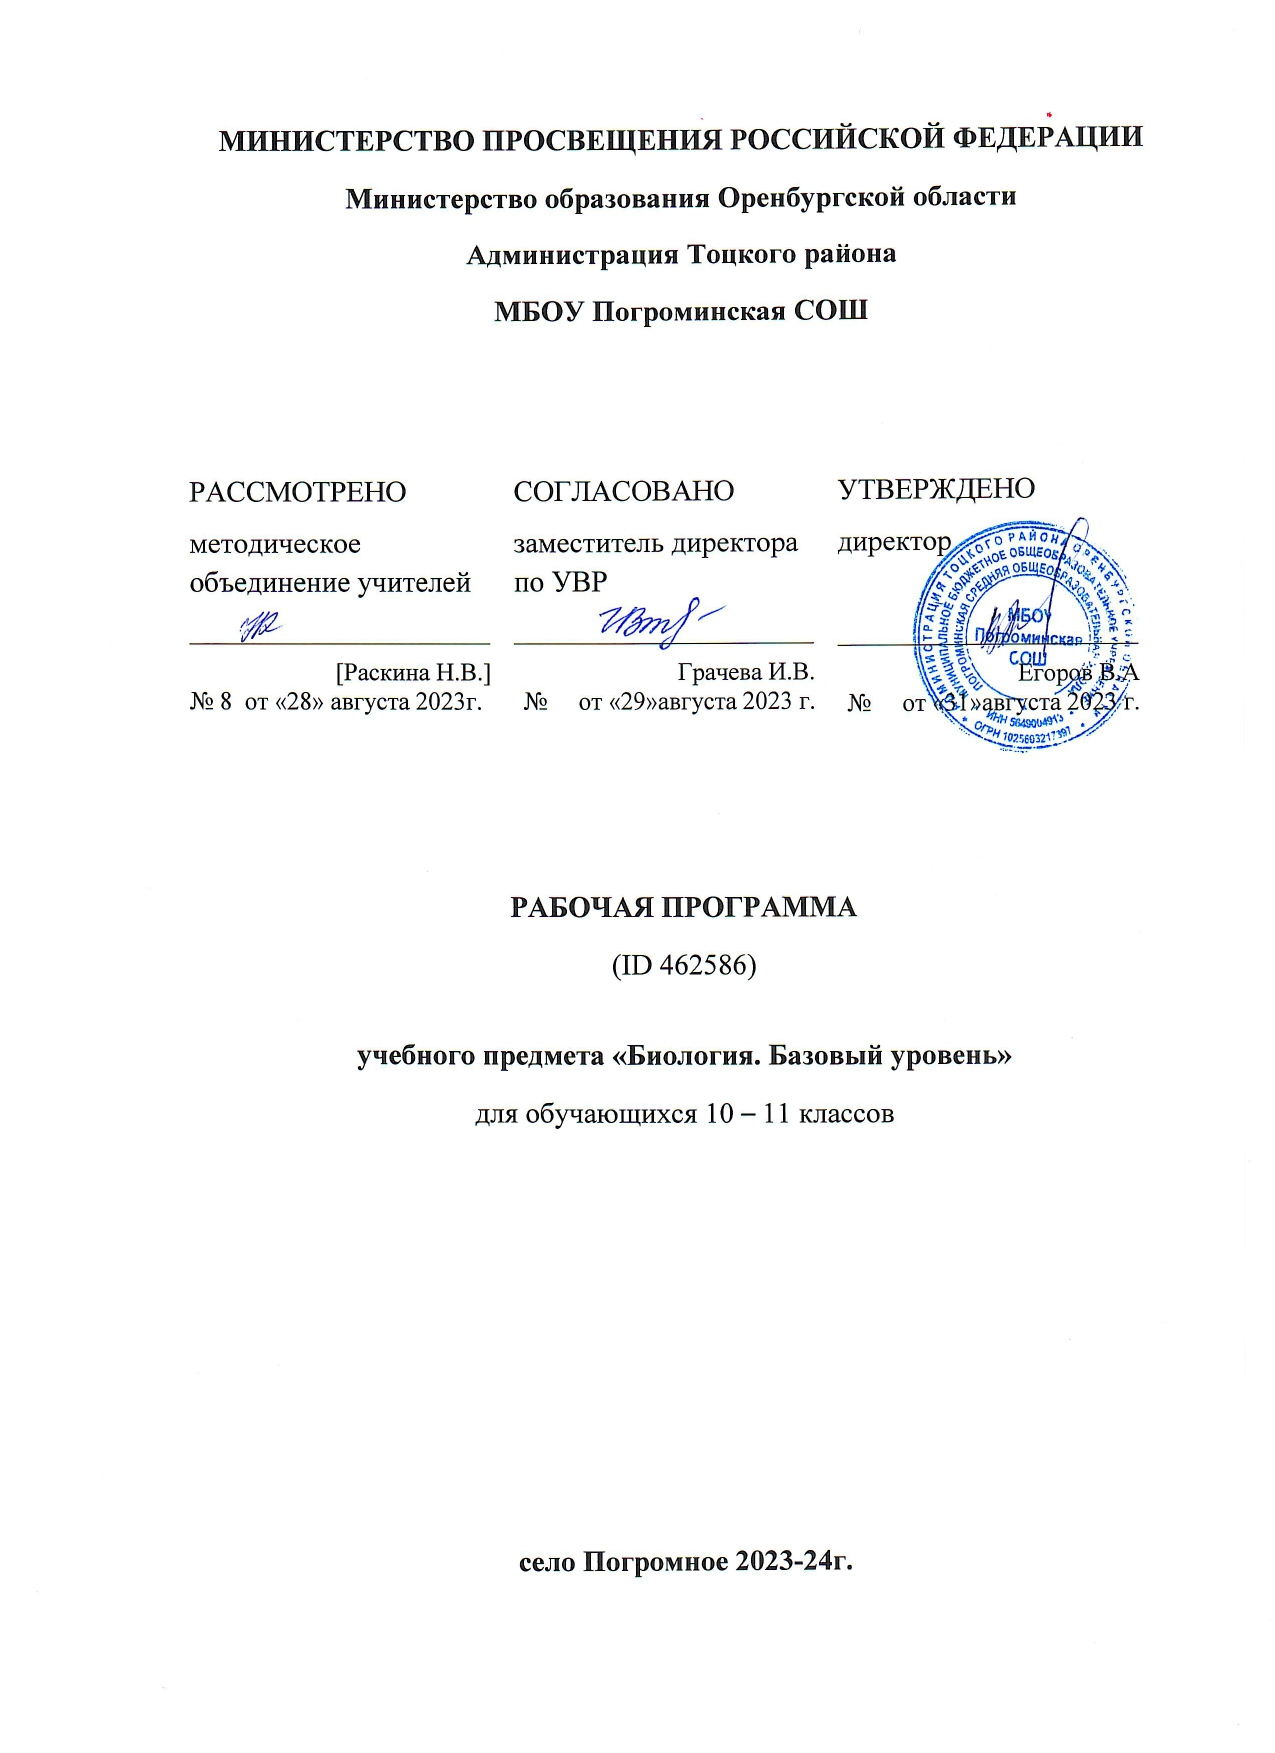 МИНИСТЕРСТВО ПРОСВЕЩЕНИЯ РОССИЙСКОЙ ФЕДЕРАЦИИ
Министерство образования Оренбургской области
Администрация Тоцкого района
МБОУ Погроминская СОШ
РАССМОТРЕНО
методическое
объединение учителей
[Раскина Н.В.]
№ 8 от «28» августа 2023г.
СОГЛАСОВАНО
заместитель директора
по УВР
Грачева И.В.
№ от «29»августа 2023 г.
УТВЕРЖДЕНО
директор
Егоров В.А
№ от «31»августа 2023 г.
МБОУ
Погроминская
СОШ
ОГРН 1025603217397
РАБОЧАЯ ПРОГРАММА
(ID 462586)
учебного предмета «Биология. Базовый уровень»
для обучающихся 10 – 11 классов
село Погромное 2023-24г.